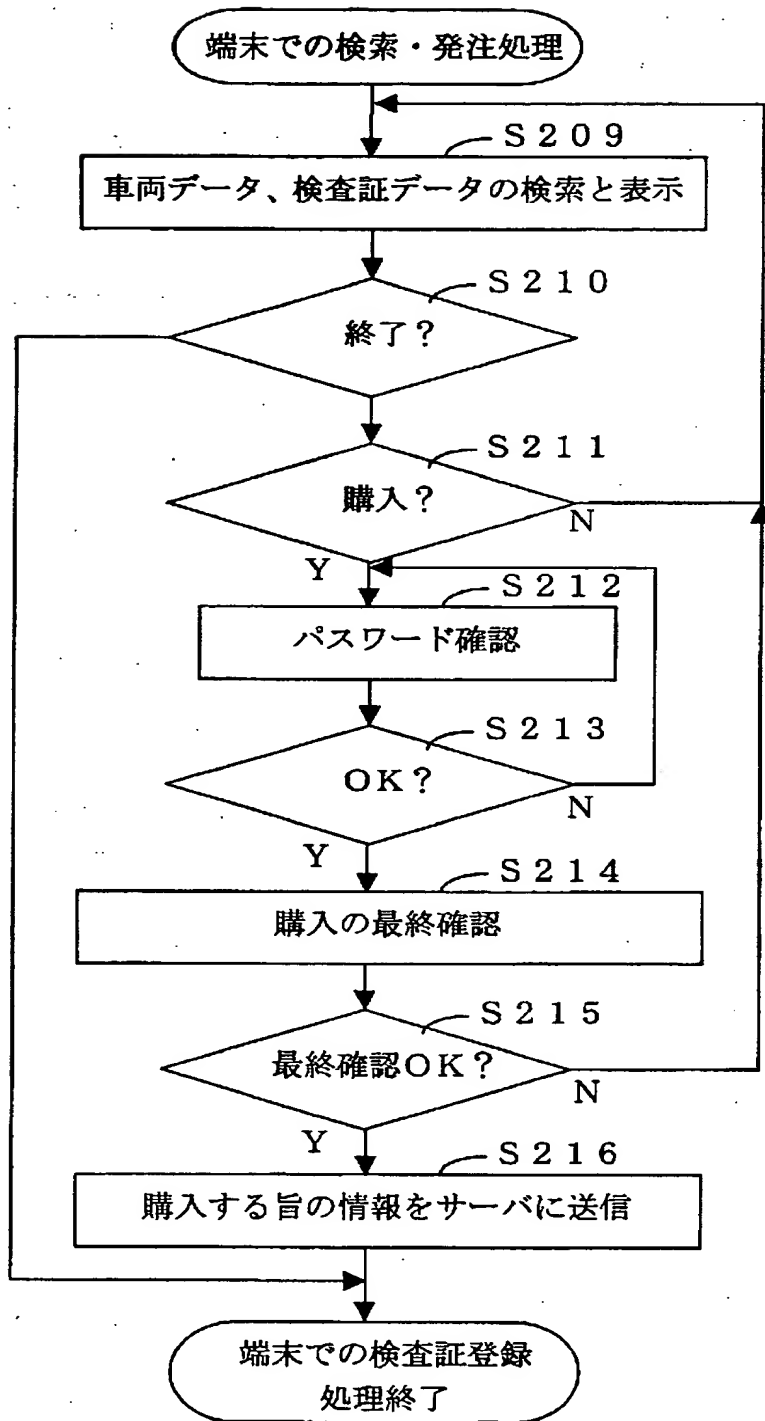 端末での検索・発注処理
S209
車両データ、検査証データの検索と表示
S210
終了?
S211
購入?
N
Y
S212
パスワード確認
S213
OK?
N
Y
S214
購入の最終確認
S215
最終確認OK?
N
Y
S216
購入する旨の情報をサーバに送信
端末での検査証登録
処理終了